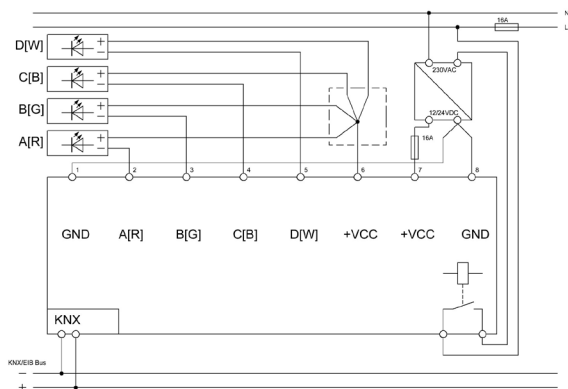 N
16A
L
D[W] + −
230VAC
C[B] + −
B[G] + −
12/24VDC
A[R] + −
16A
1 2 3 4 5 6 7 8
GND A[R] B[G] C[B] D[W] +VCC +VCC GND
KNX
KNX/EIB Bus
−
+